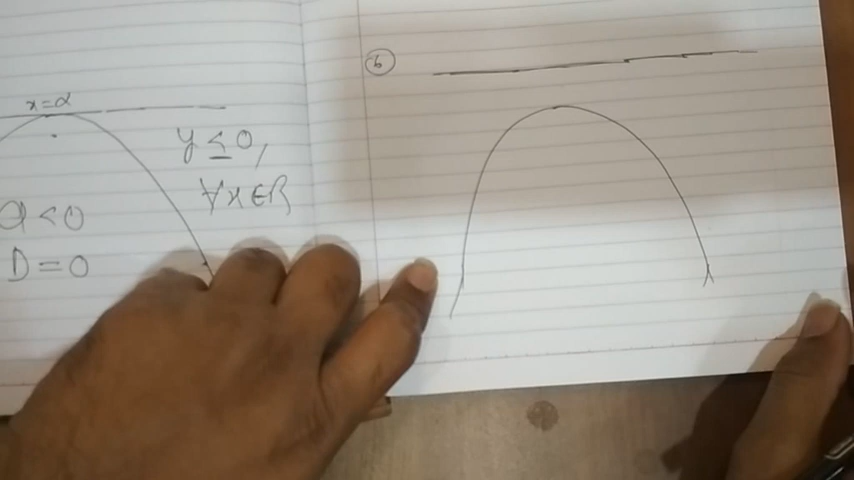 x=α
y ≤ 0,
∀x∈R
a<0
D=0
6